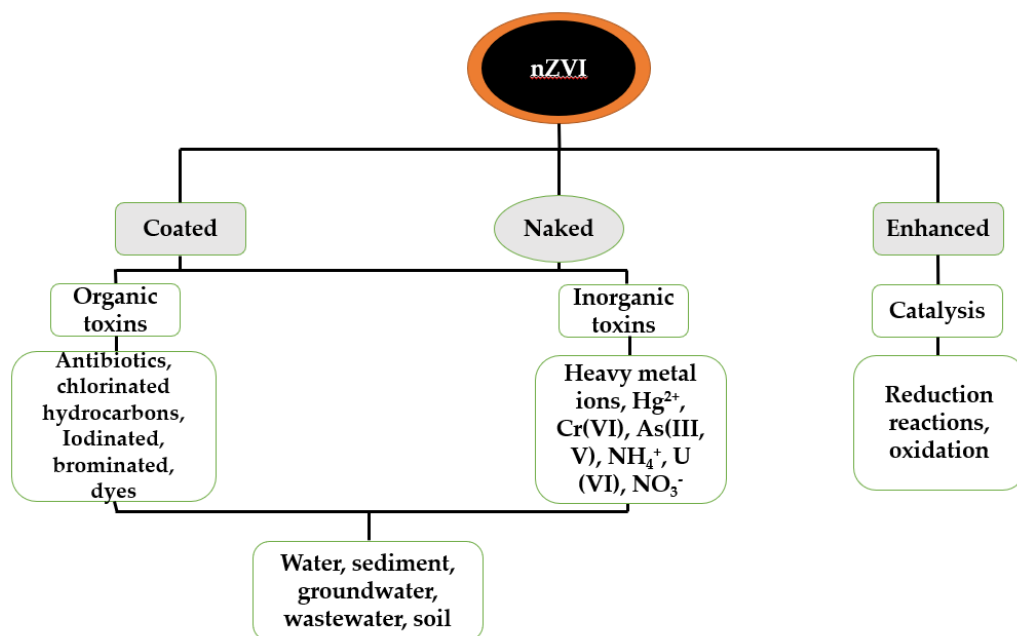 nZVI
Coated
Naked
Enhanced
Organic
toxins
Inorganic
toxins
Catalysis
Antibiotics,
chlorinated
hydrocarbons,
Iodinated,
brominated,
dyes
Heavy metal
ions, Hg²⁺,
Cr(VI), As(III,
V), NH₄⁺, U
(VI), NO₃⁻
Reduction
reactions,
oxidation
Water, sediment,
groundwater,
wastewater, soil